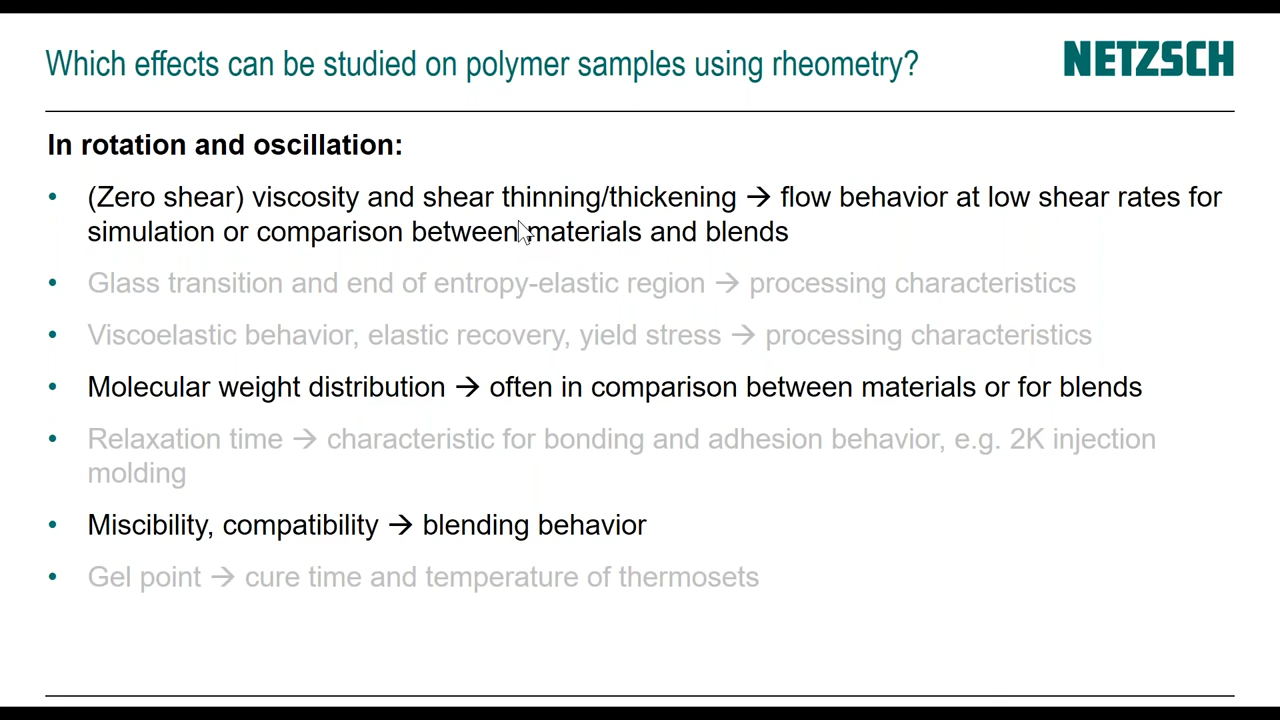 Which effects can be studied on polymer samples using rheometry?
NETZSCH
In rotation and oscillation:
• (Zero shear) viscosity and shear thinning/thickening → flow behavior at low shear rates for
simulation or comparison between materials and blends
• Glass transition and end of entropy-elastic region → processing characteristics
• Viscoelastic behavior, elastic recovery, yield stress → processing characteristics
• Molecular weight distribution → often in comparison between materials or for blends
• Relaxation time → characteristic for bonding and adhesion behavior, e.g. 2K injection
molding
• Miscibility, compatibility → blending behavior
• Gel point → cure time and temperature of thermosets